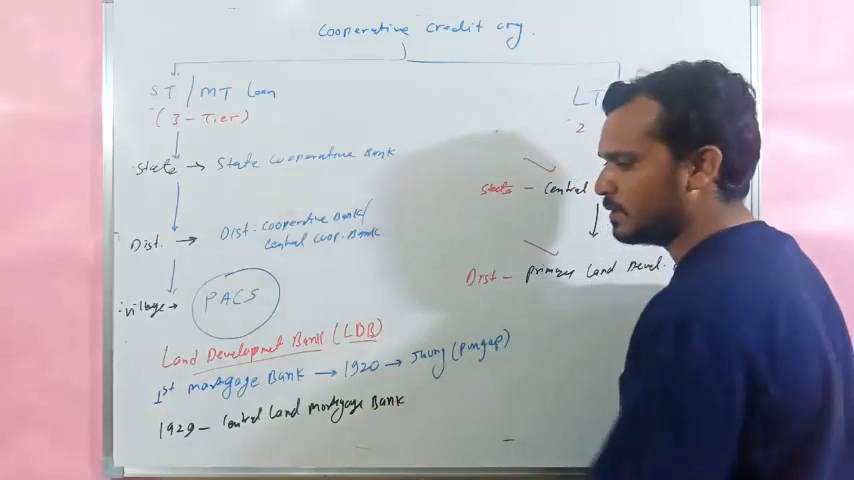 Cooperative Credit org.
ST/MT Loan
(3-Tier)
State → State Cooperative Bank
Dist. → Dist. Cooperative Bank/
Central Coop. Bank
village → PACS
LT
2
State - Central
Dist - Primary Land Devel.
Land Development Bank (LDB)
1st mortgage Bank → 1920 → Jhung (Punjap)
1929 - Central Land mortgage Bank